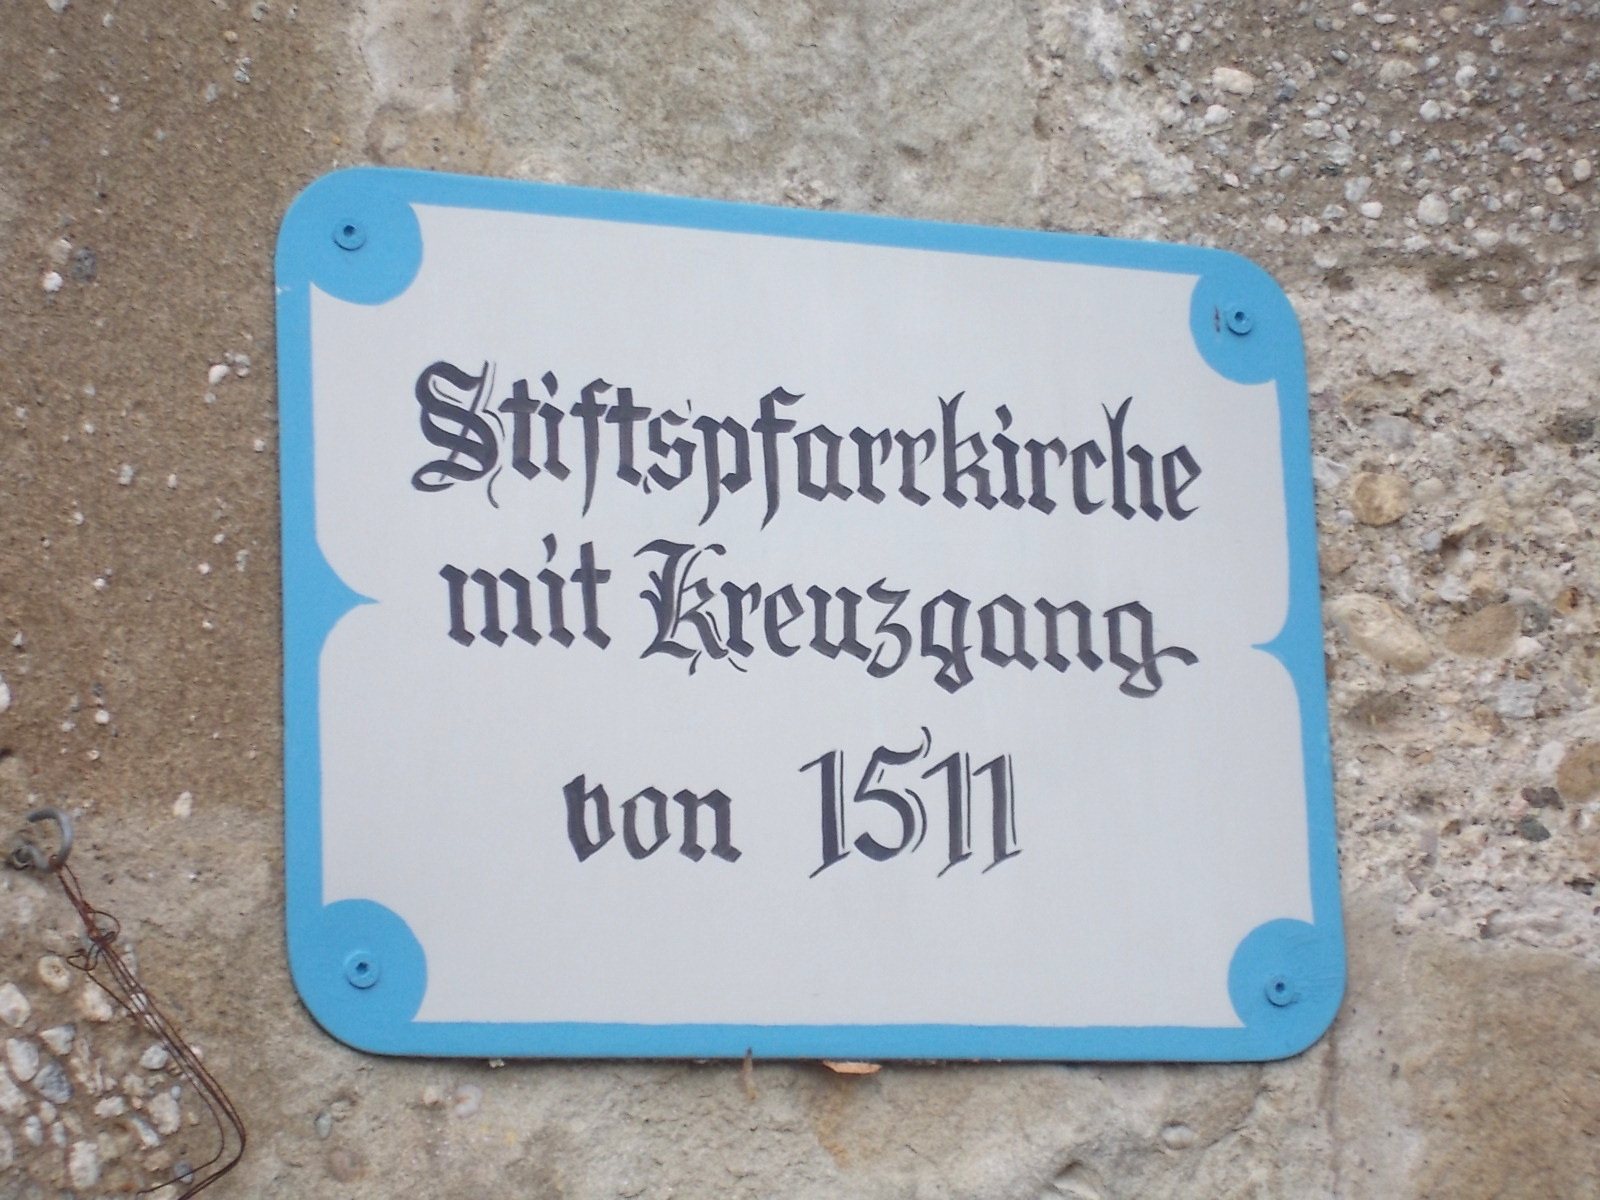 Stiftspfarrkirche
mit Kreuzgang
von 1511